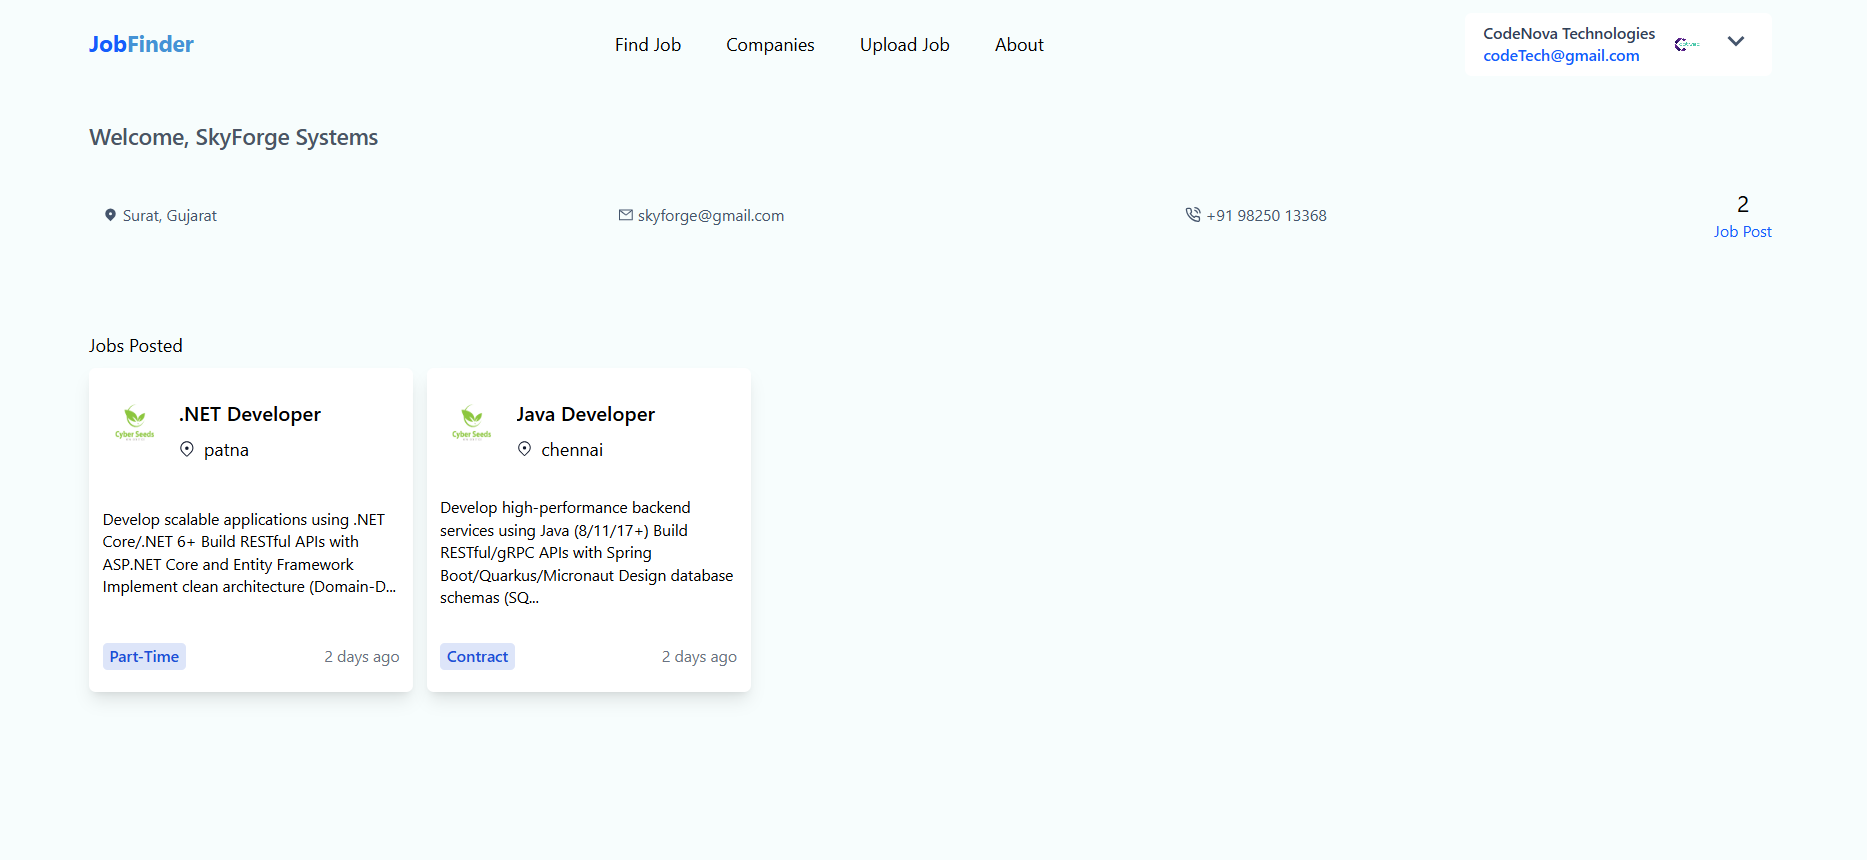 JobFinder
Find Job
Companies
Upload Job
About
CodeNova Technologies
codeTech@gmail.com
Welcome, SkyForge Systems
Surat, Gujarat
skyforge@gmail.com
+91 98250 13368
2
Job Post
Jobs Posted
Cyber Seeds
.NET Developer
patna
Develop scalable applications using .NET
Core/.NET 6+ Build RESTful APIs with
ASP.NET Core and Entity Framework
Implement clean architecture (Domain-D...
Part-Time
2 days ago
Cyber Seeds
Java Developer
chennai
Develop high-performance backend
services using Java (8/11/17+) Build
RESTful/gRPC APIs with Spring
Boot/Quarkus/Micronaut Design database
schemas (SQ...
Contract
2 days ago